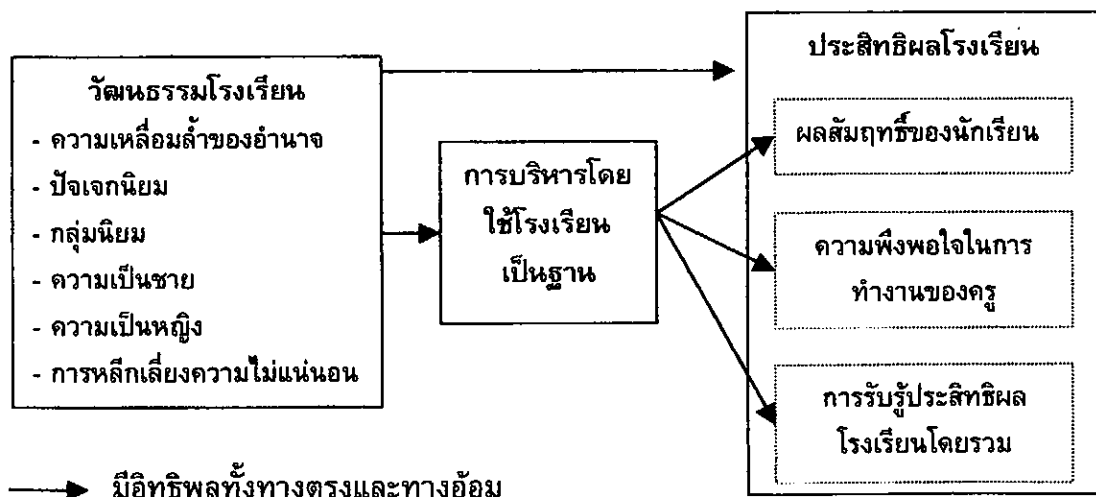 วัฒนธรรมโรงเรียน
- ความเหลื่อมล้ำของอำนาจ
- ปัจเจกนิยม
- กลุ่มนิยม
- ความเป็นชาย
- ความเป็นหญิง
- การหลีกเลี่ยงความไม่แน่นอน
การบริหารโดย
ใช้โรงเรียน
เป็นฐาน
ประสิทธิผลโรงเรียน
ผลสัมฤทธิ์ของนักเรียน
ความพึงพอใจในการ
ทำงานของครู
การรับรู้ประสิทธิผล
โรงเรียนโดยรวม
มีอิทธิพลทั้งทางตรงและทางอ้อม